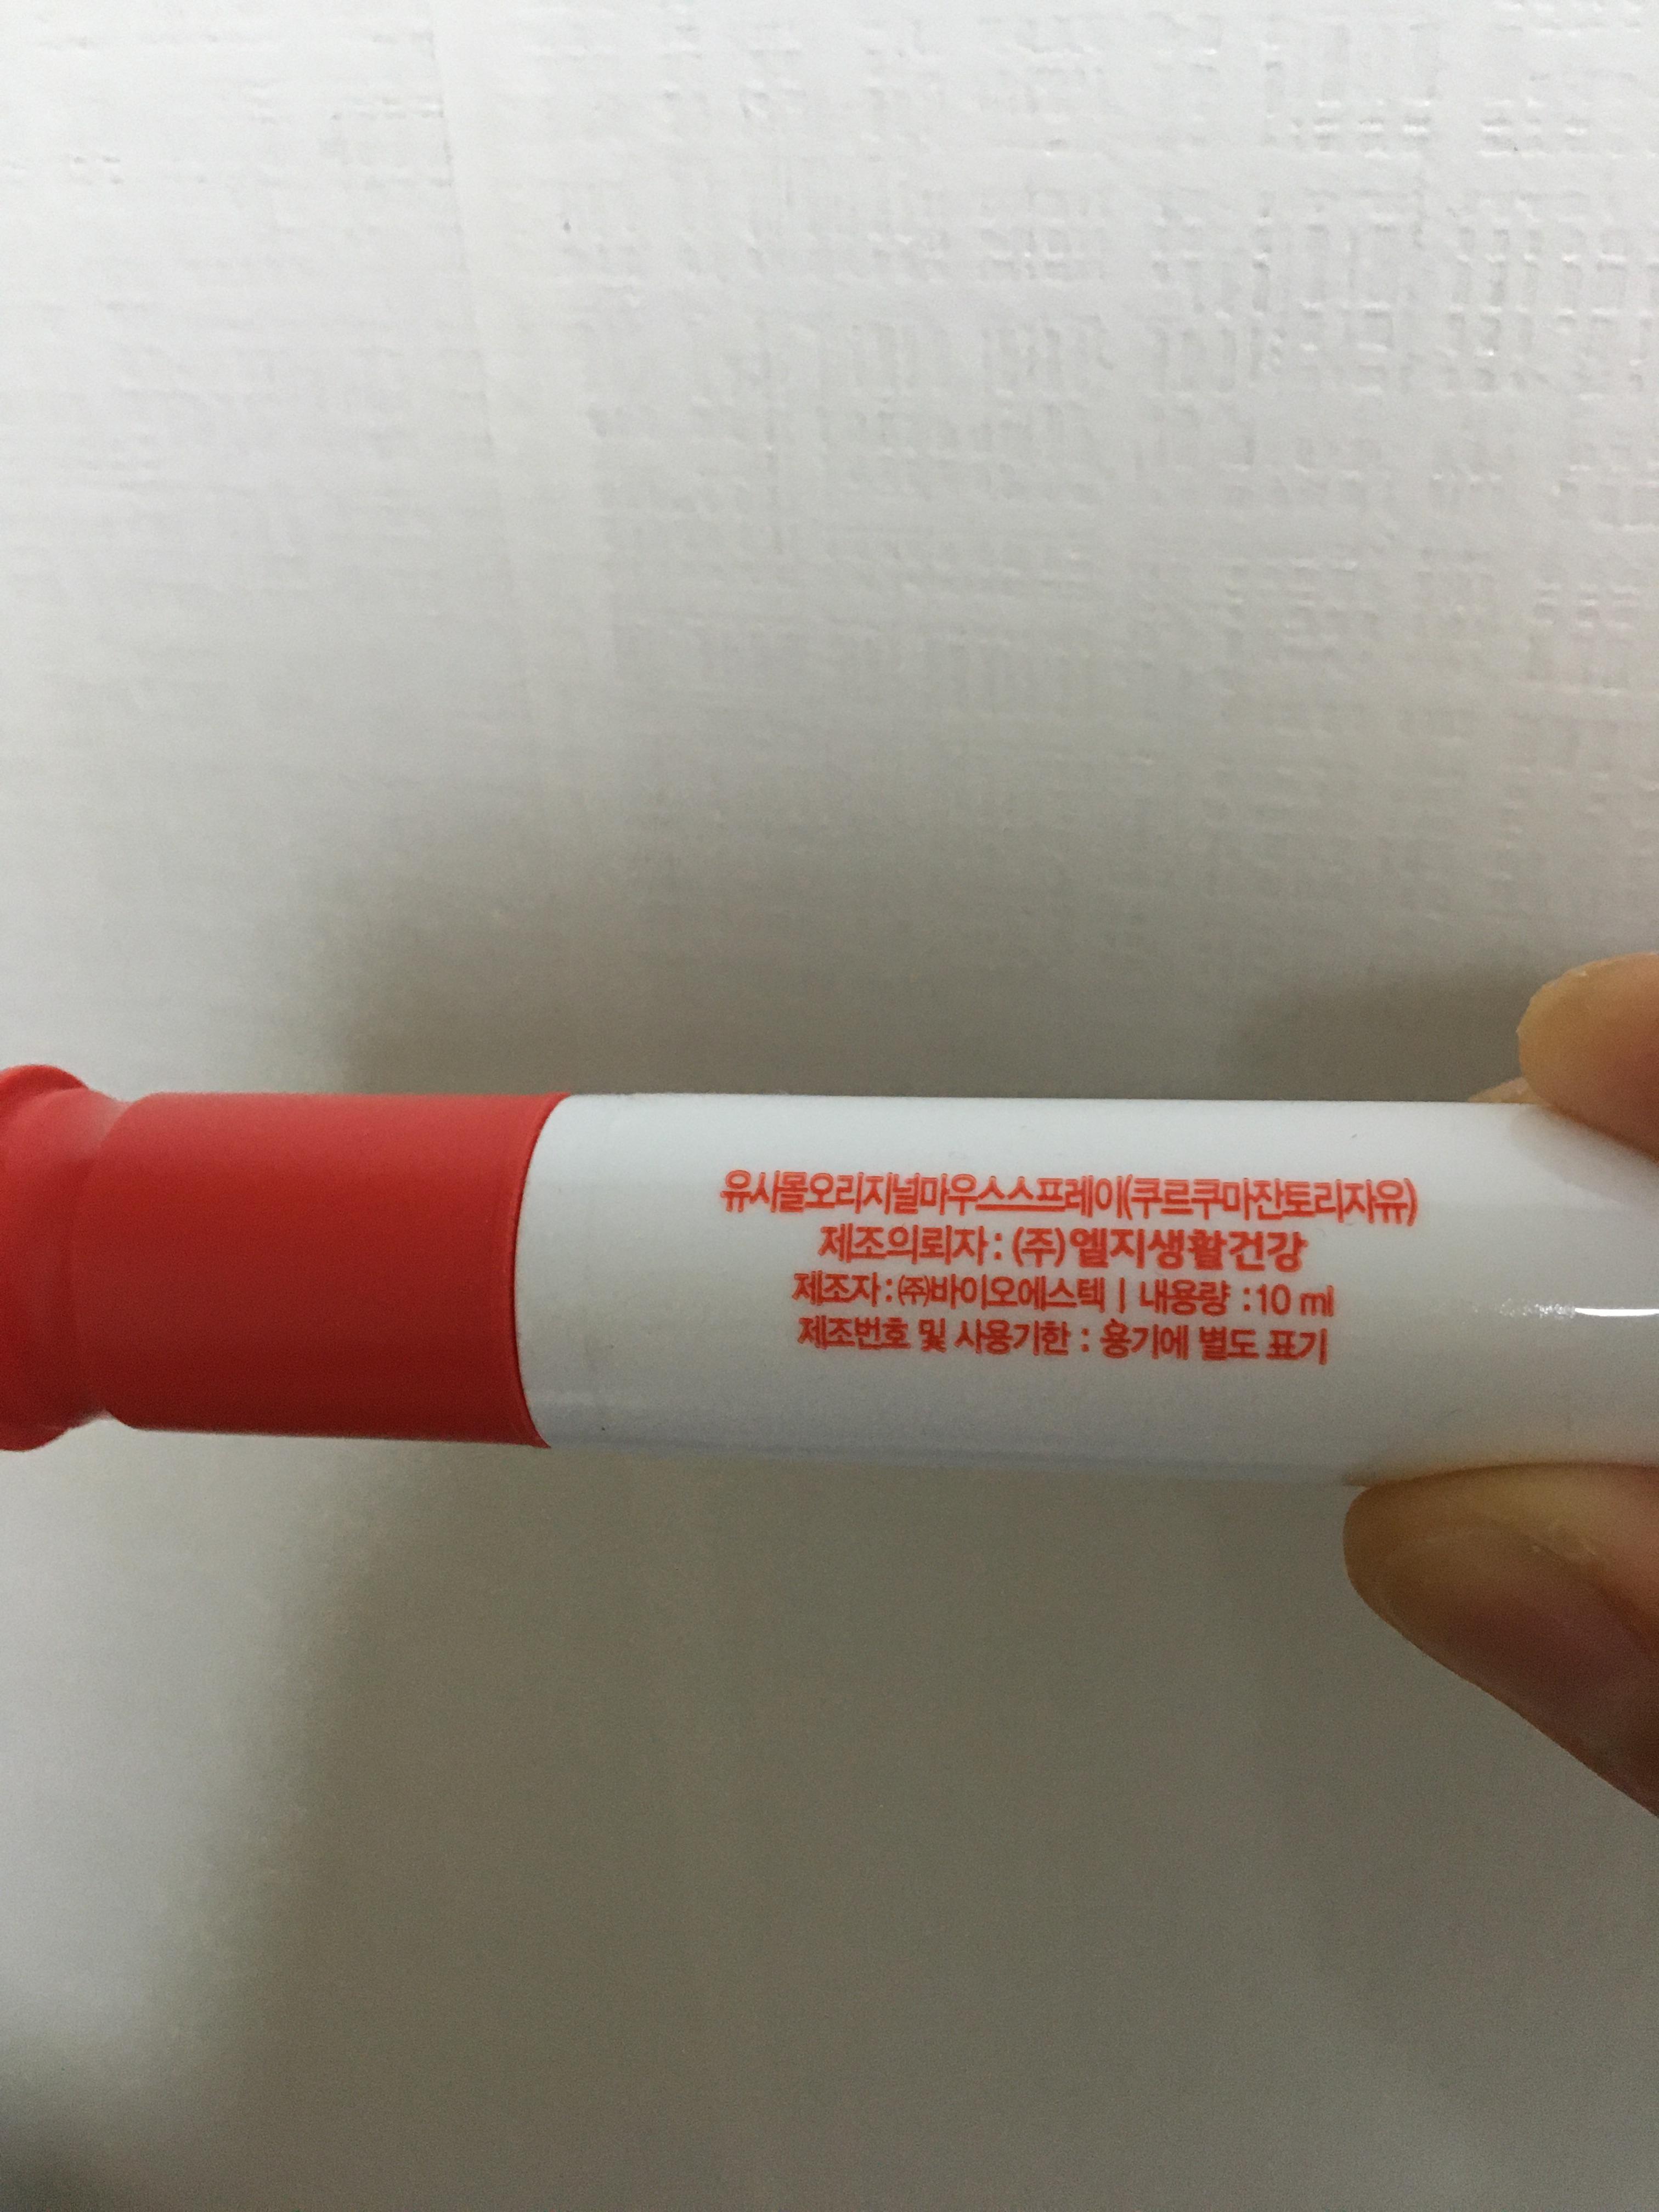 유시몰오리지널마우스스프레이(쿠르쿠마잔토리자유)
제조의뢰자 : (주)엘지생활건강
제조자 : ㈜바이오에스텍 | 내용량 : 10 ml
제조번호 및 사용기한 : 용기에 별도 표기